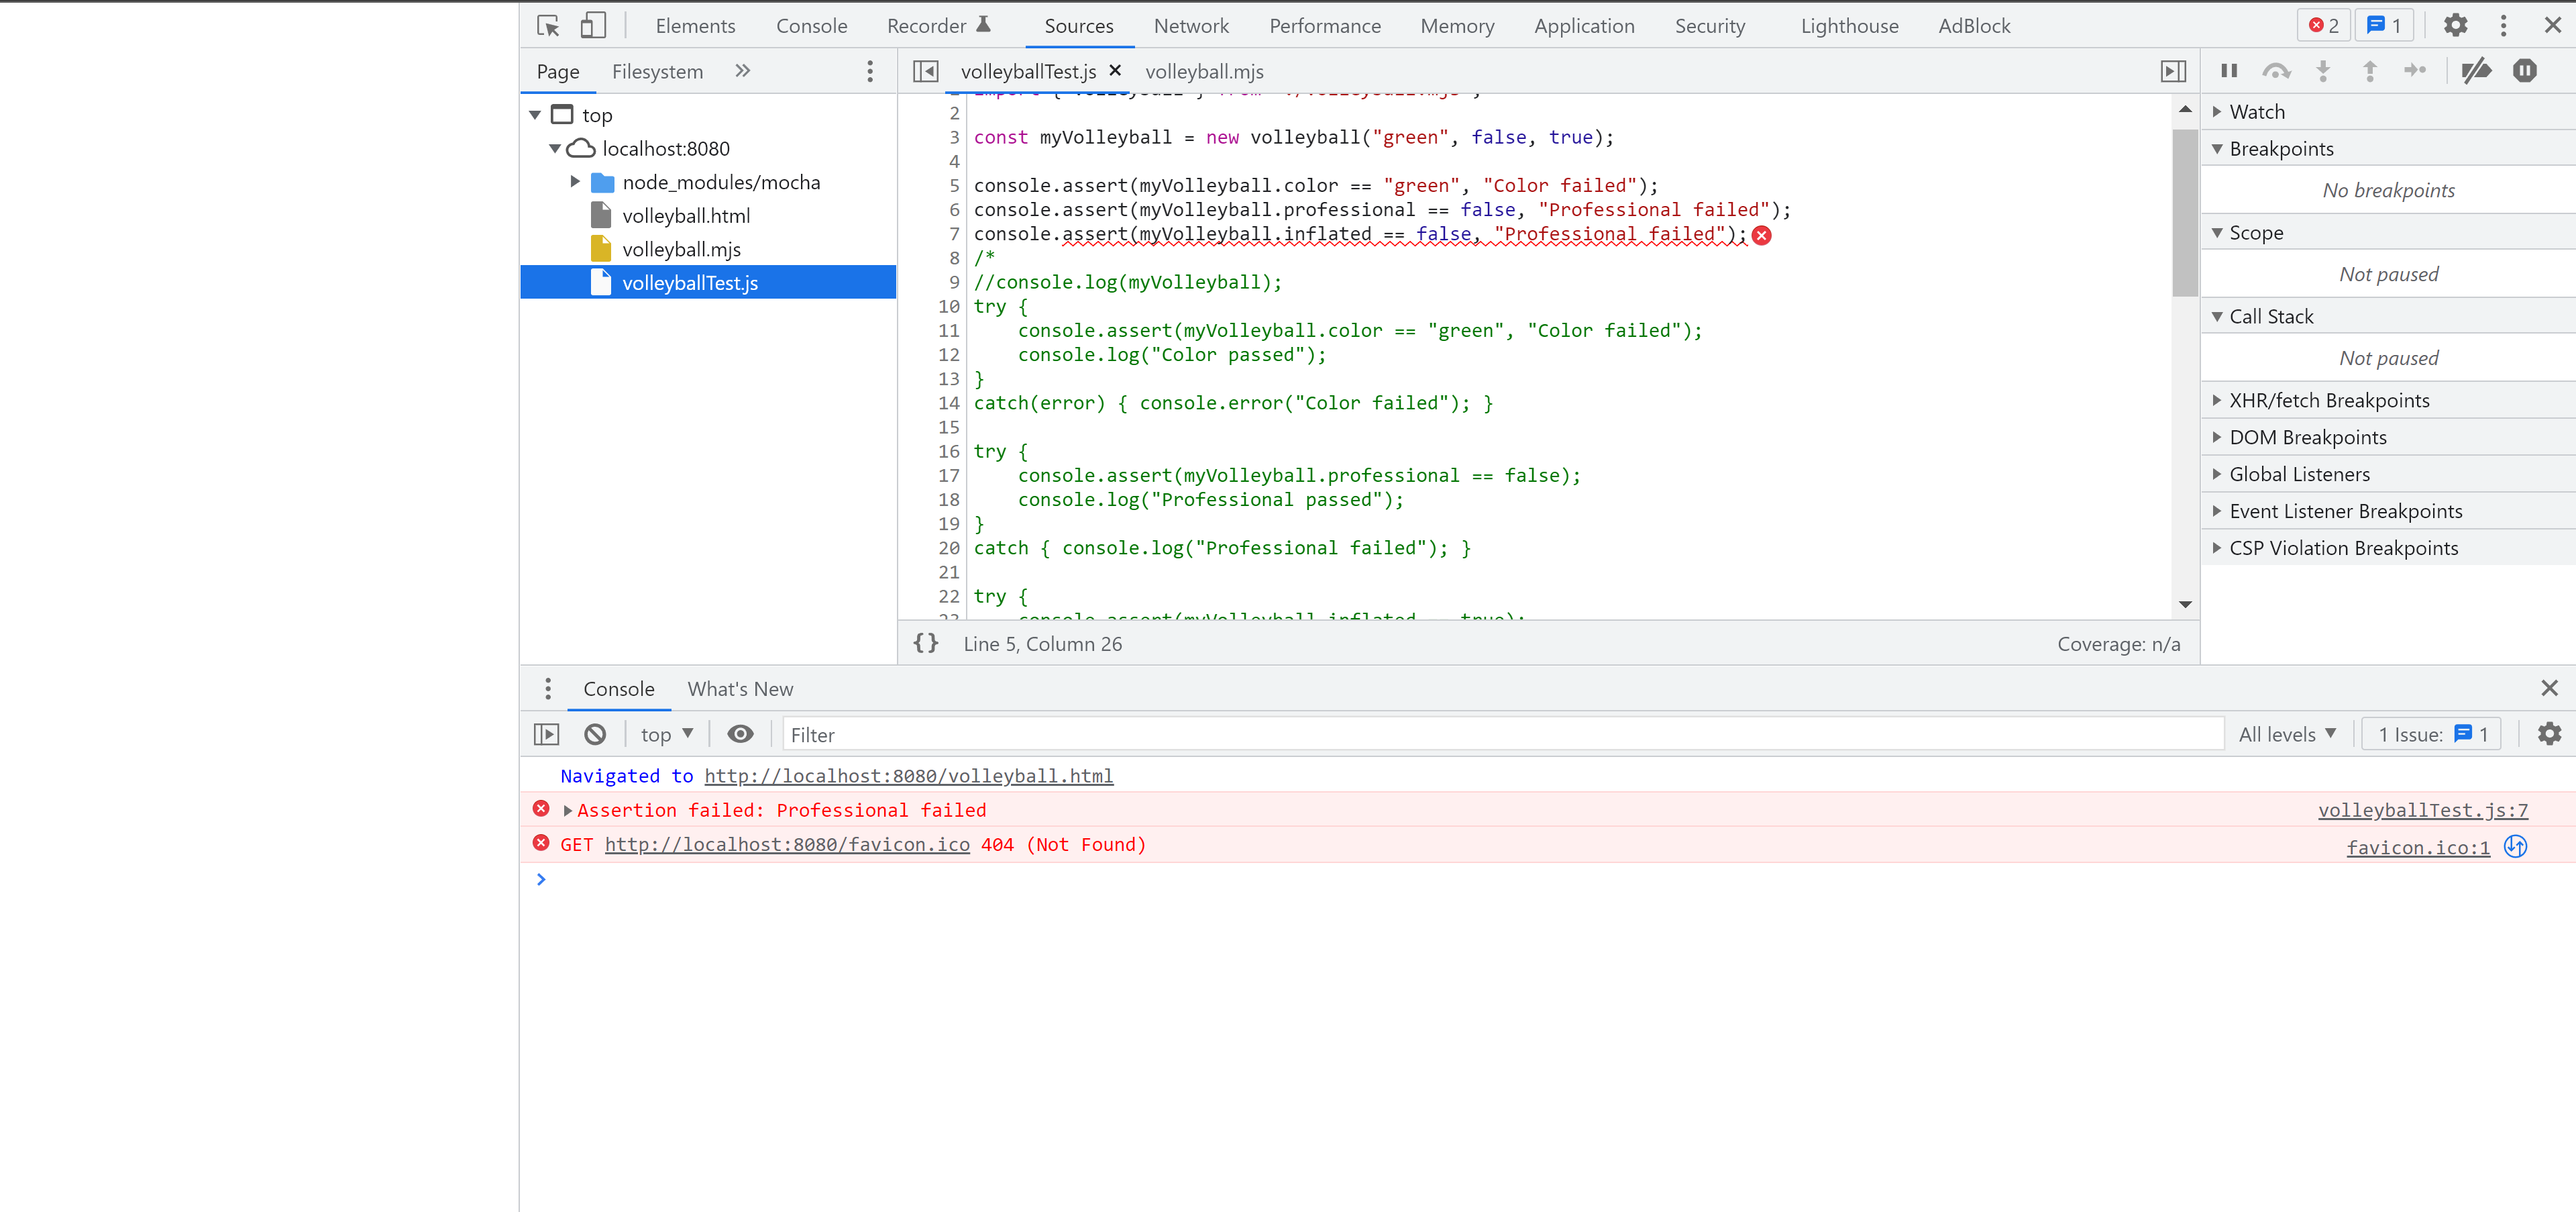 Elements Console Recorder Sources Network Performance Memory Application Security Lighthouse AdBlock 2 1
Page Filesystem
volleyballTest.js volleyball.mjs
top
localhost:8080
node_modules/mocha
volleyball.html
volleyball.mjs
volleyballTest.js
2
3 const myVolleyball = new volleyball("green", false, true);
4
5 console.assert(myVolleyball.color == "green", "Color failed");
6 console.assert(myVolleyball.professional == false, "Professional failed");
7 console.assert(myVolleyball.inflated == false, "Professional failed");
8 /*
9 //console.log(myVolleyball);
10 try {
11 console.assert(myVolleyball.color == "green", "Color failed");
12 console.log("Color passed");
13 }
14 catch(error) { console.error("Color failed"); }
15
16 try {
17 console.assert(myVolleyball.professional == false);
18 console.log("Professional passed");
19 }
20 catch { console.log("Professional failed"); }
21
22 try {
23 console.assert(myVolleyball.inflated == true);
{} Line 5, Column 26 Coverage: n/a
Watch
Breakpoints
No breakpoints
Scope
Not paused
Call Stack
Not paused
XHR/fetch Breakpoints
DOM Breakpoints
Global Listeners
Event Listener Breakpoints
CSP Violation Breakpoints
Console What's New
top Filter All levels 1 Issue: 1
Navigated to http://localhost:8080/volleyball.html
Assertion failed: Professional failed volleyballTest.js:7
GET http://localhost:8080/favicon.ico 404 (Not Found) favicon.ico:1